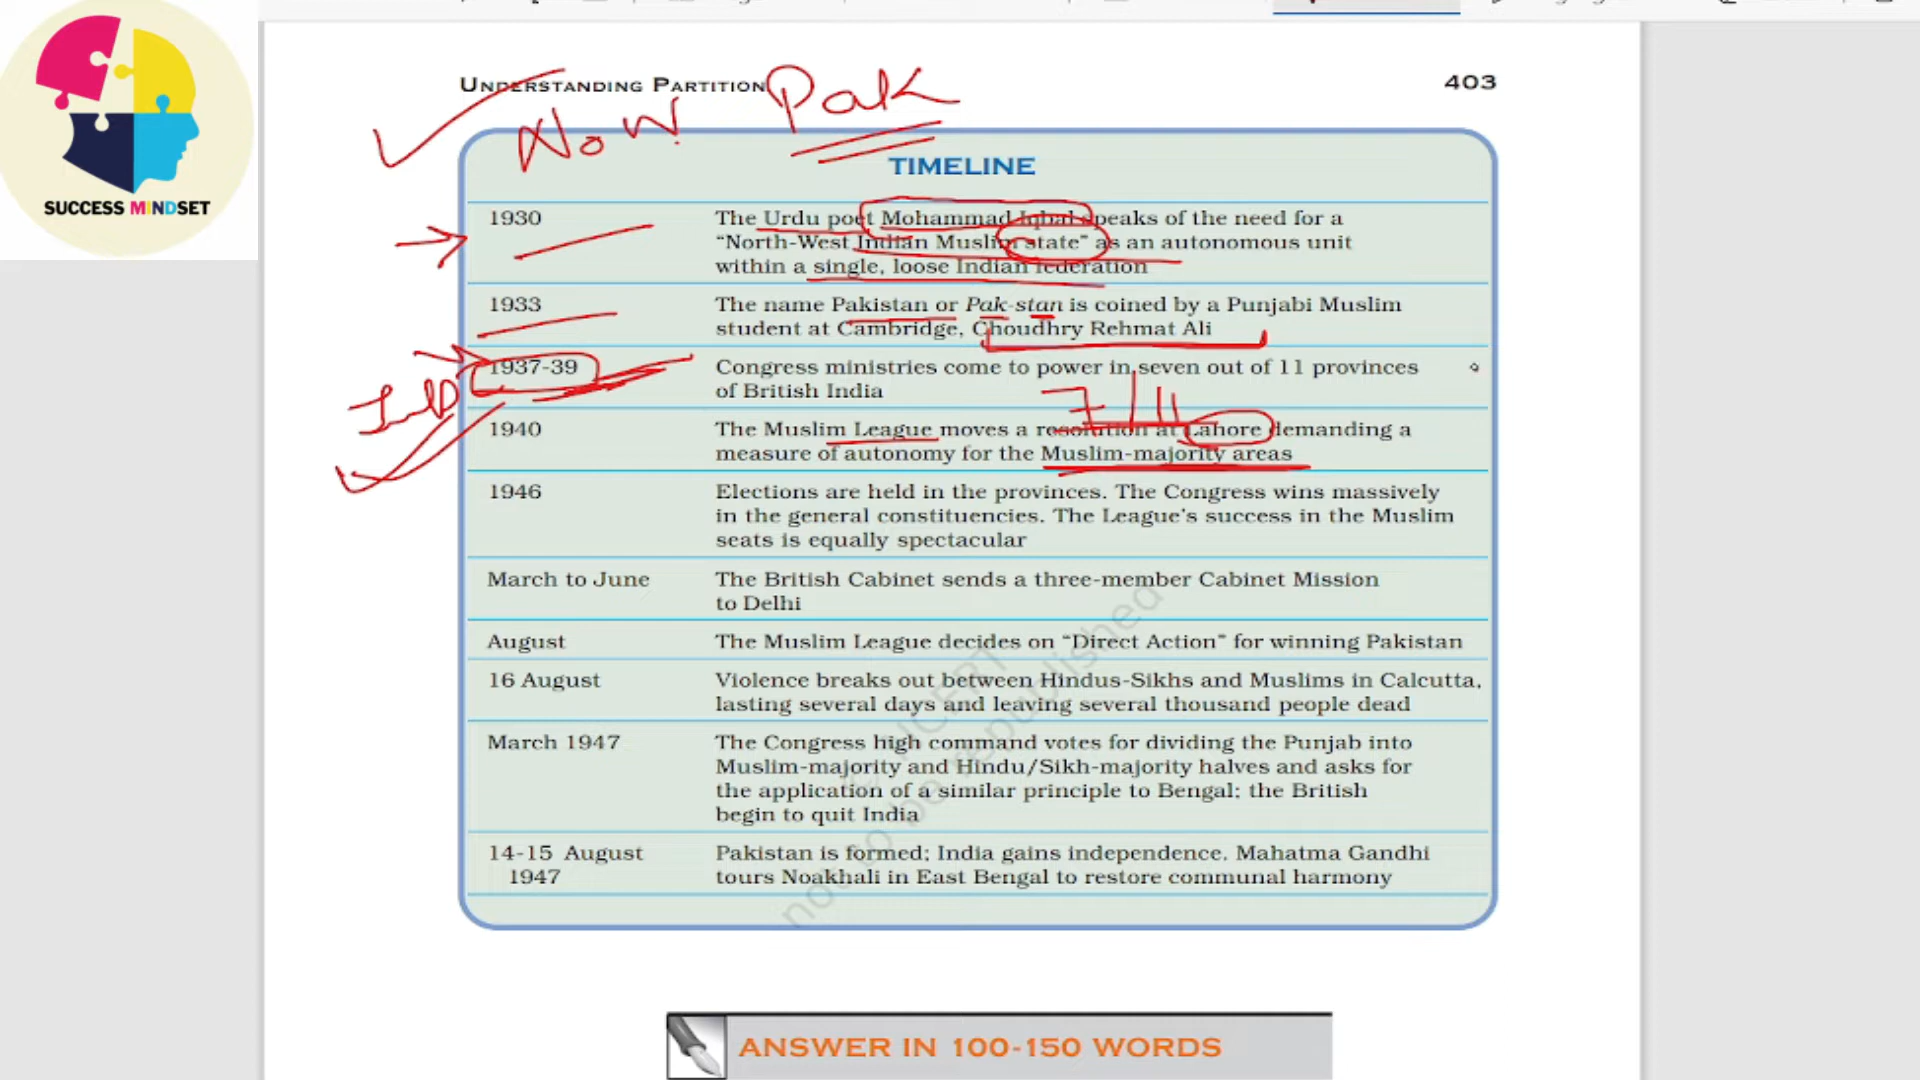 SUCCESS MINDSET
UNDERSTANDING PARTITION 403
Now Pak
TIMELINE
1930 The Urdu poet Mohammad Iqbal speaks of the need for a
“North-West Indian Muslim state” as an autonomous unit
within a single, loose Indian federation
1933 The name Pakistan or Pak-stan is coined by a Punjabi Muslim
student at Cambridge, Choudhry Rehmat Ali
1937-39 Congress ministries come to power in seven out of 11 provinces
of British India
7/11
1940 The Muslim League moves a resolution at Lahore demanding a
measure of autonomy for the Muslim-majority areas
1946 Elections are held in the provinces. The Congress wins massively
in the general constituencies. The League’s success in the Muslim
seats is equally spectacular
March to June The British Cabinet sends a three-member Cabinet Mission
to Delhi
August The Muslim League decides on “Direct Action” for winning Pakistan
16 August Violence breaks out between Hindus-Sikhs and Muslims in Calcutta,
lasting several days and leaving several thousand people dead
March 1947 The Congress high command votes for dividing the Punjab into
Muslim-majority and Hindu/Sikh-majority halves and asks for
the application of a similar principle to Bengal; the British
begin to quit India
14-15 August Pakistan is formed; India gains independence. Mahatma Gandhi
1947 tours Noakhali in East Bengal to restore communal harmony
© NCERT
not to be republished
ANSWER IN 100-150 WORDS